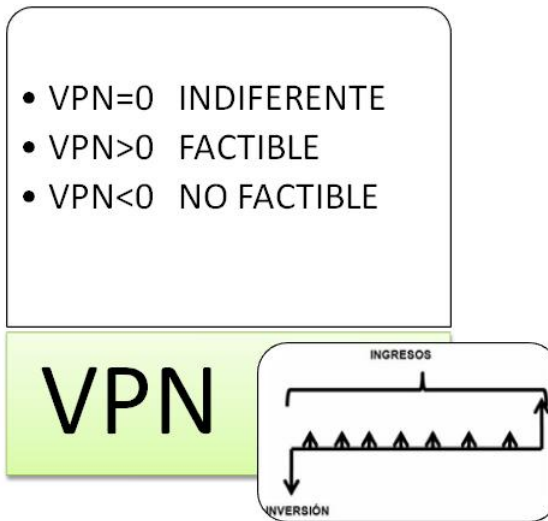 • VPN=0 INDIFERENTE
• VPN>0 FACTIBLE
• VPN<0 NO FACTIBLE
VPN
INGRESOS
INVERSIÓN